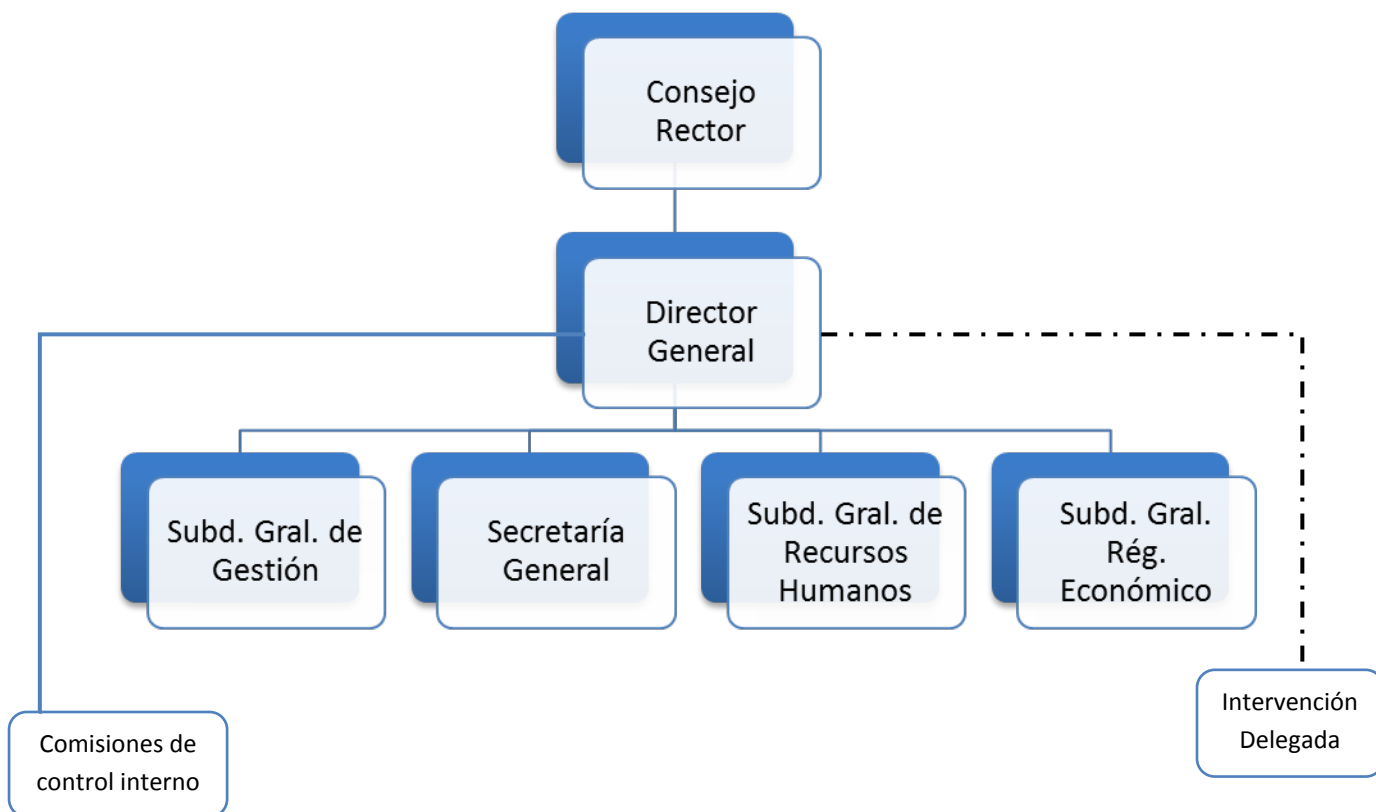 Consejo
Rector
Director
General
Subd. Gral. de
Gestión
Secretaría
General
Subd. Gral. de
Recursos
Humanos
Subd. Gral.
Rég.
Económico
Comisiones de
control interno
Intervención
Delegada